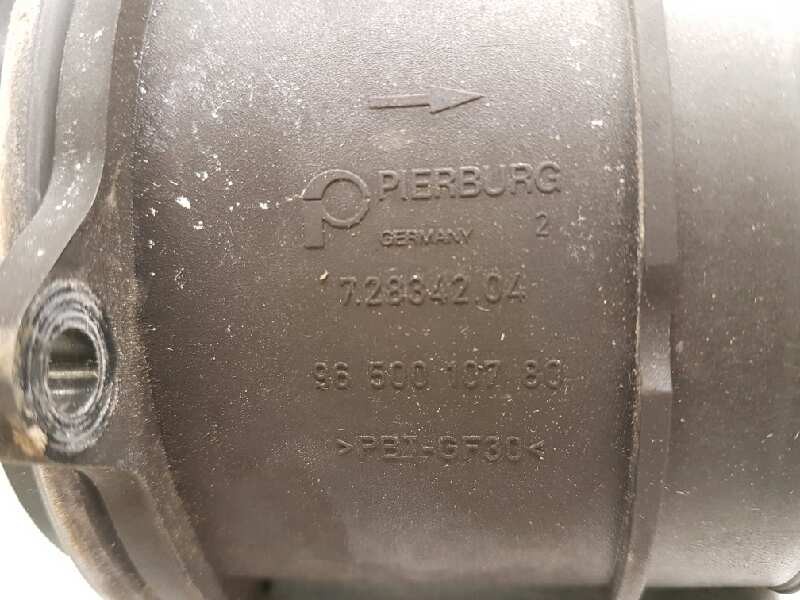 PIERBURG
GERMANY 2
7.28342.04
96 500 107 80
>PBT-GF30<